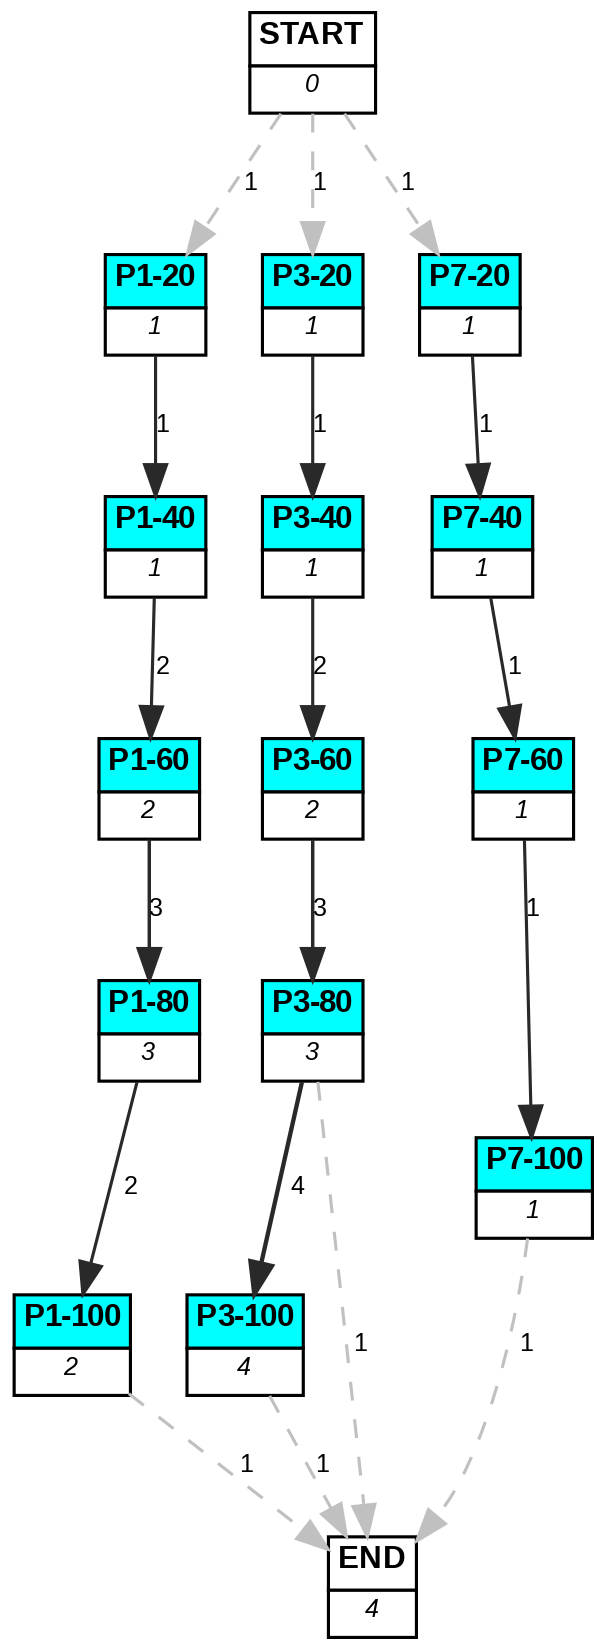 START
0
1 1 1
P1-20 P3-20 P7-20
1 1 1
1 1 1
P1-40 P3-40 P7-40
1 1 1
2 2 1
P1-60 P3-60 P7-60
2 2 1
3 3 1
P1-80 P3-80
3 3
P7-100
2 4
1
P1-100 P3-100
1 1
2 4
1 1
END
4